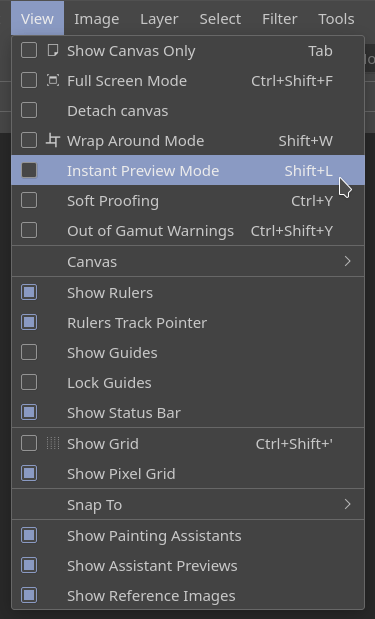 View Image Layer Select Filter Tools
Show Canvas Only Tab
Full Screen Mode Ctrl+Shift+F
Detach canvas
Wrap Around Mode Shift+W
Instant Preview Mode Shift+L
Soft Proofing Ctrl+Y
Out of Gamut Warnings Ctrl+Shift+Y
Canvas
Show Rulers
Rulers Track Pointer
Show Guides
Lock Guides
Show Status Bar
Show Grid Ctrl+Shift+'
Show Pixel Grid
Snap To
Show Painting Assistants
Show Assistant Previews
Show Reference Images